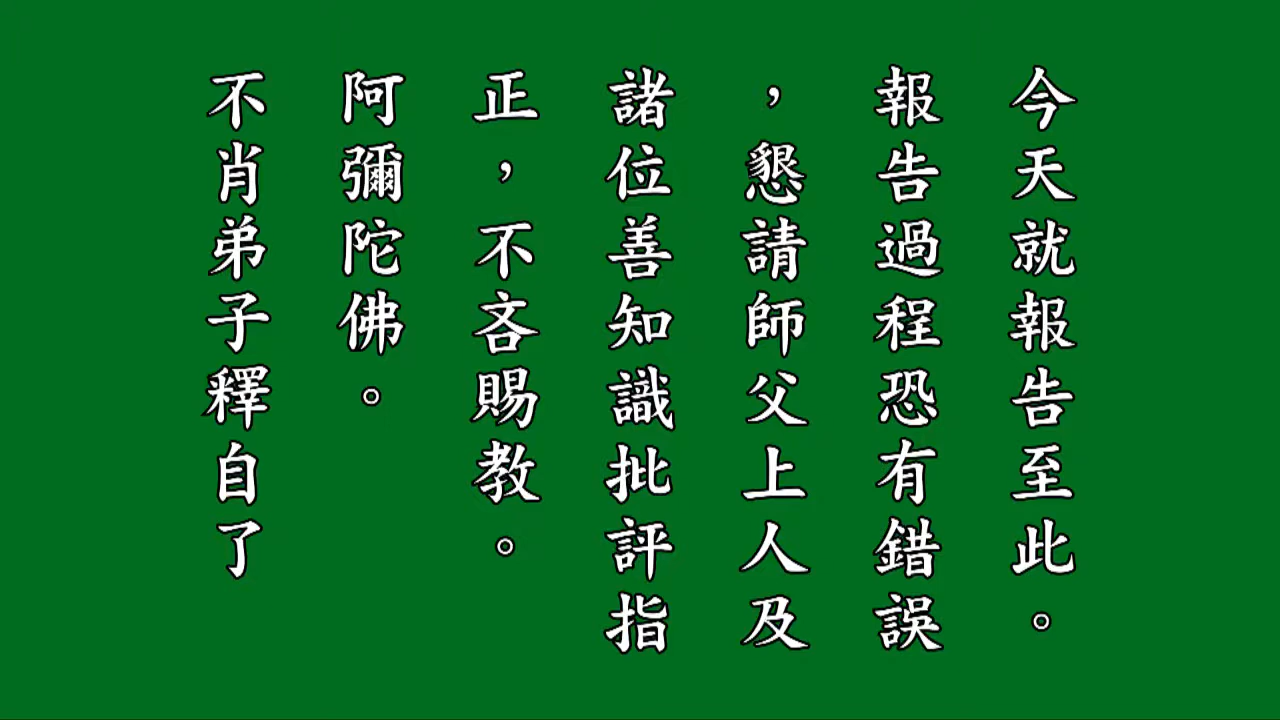 今天就報告至此。
報告過程恐有錯誤
，懇請師父上人及
諸位善知識批評指
正，不吝賜教。
阿彌陀佛。
不肖弟子釋自了